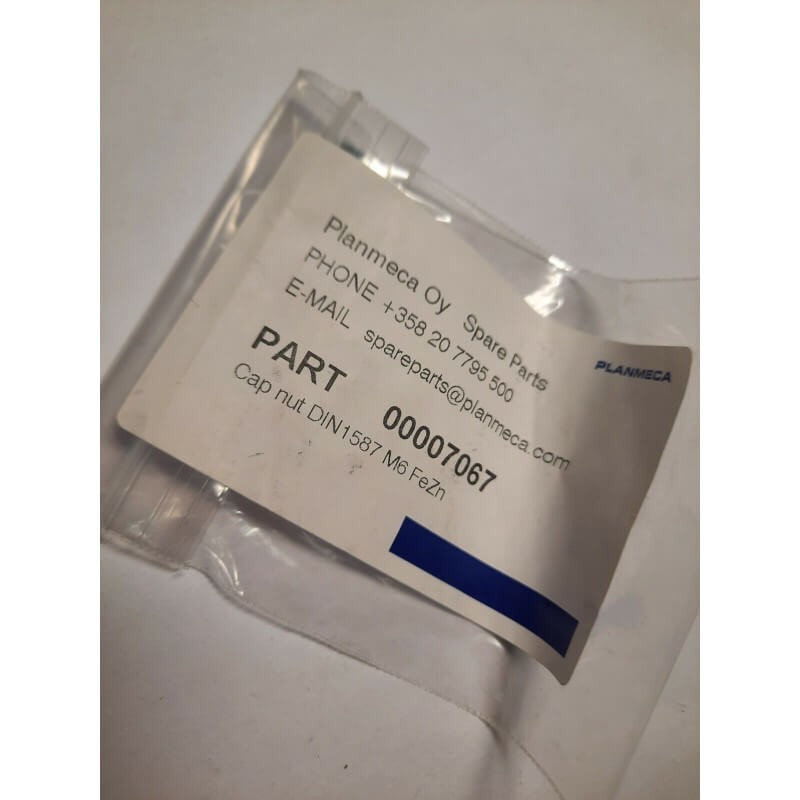 Planmeca Oy Spare Parts
PHONE +358 20 7795 500
E-MAIL spareparts@planmeca.com
PLANMECA
PART 00007067
Cap nut DIN1587 M6 FeZn